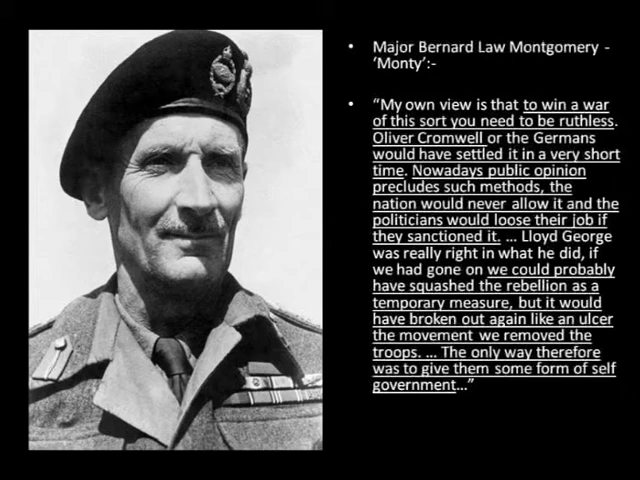 • Major Bernard Law Montgomery -
‘Monty’:-
• “My own view is that to win a war
of this sort you need to be ruthless.
Oliver Cromwell or the Germans
would have settled it in a very short
time. Nowadays public opinion
precludes such methods, the
nation would never allow it and the
politicians would loose their job if
they sanctioned it. … Lloyd George
was really right in what he did, if
we had gone on we could probably
have squashed the rebellion as a
temporary measure, but it would
have broken out again like an ulcer
the movement we removed the
troops. … The only way therefore
was to give them some form of self
government…”